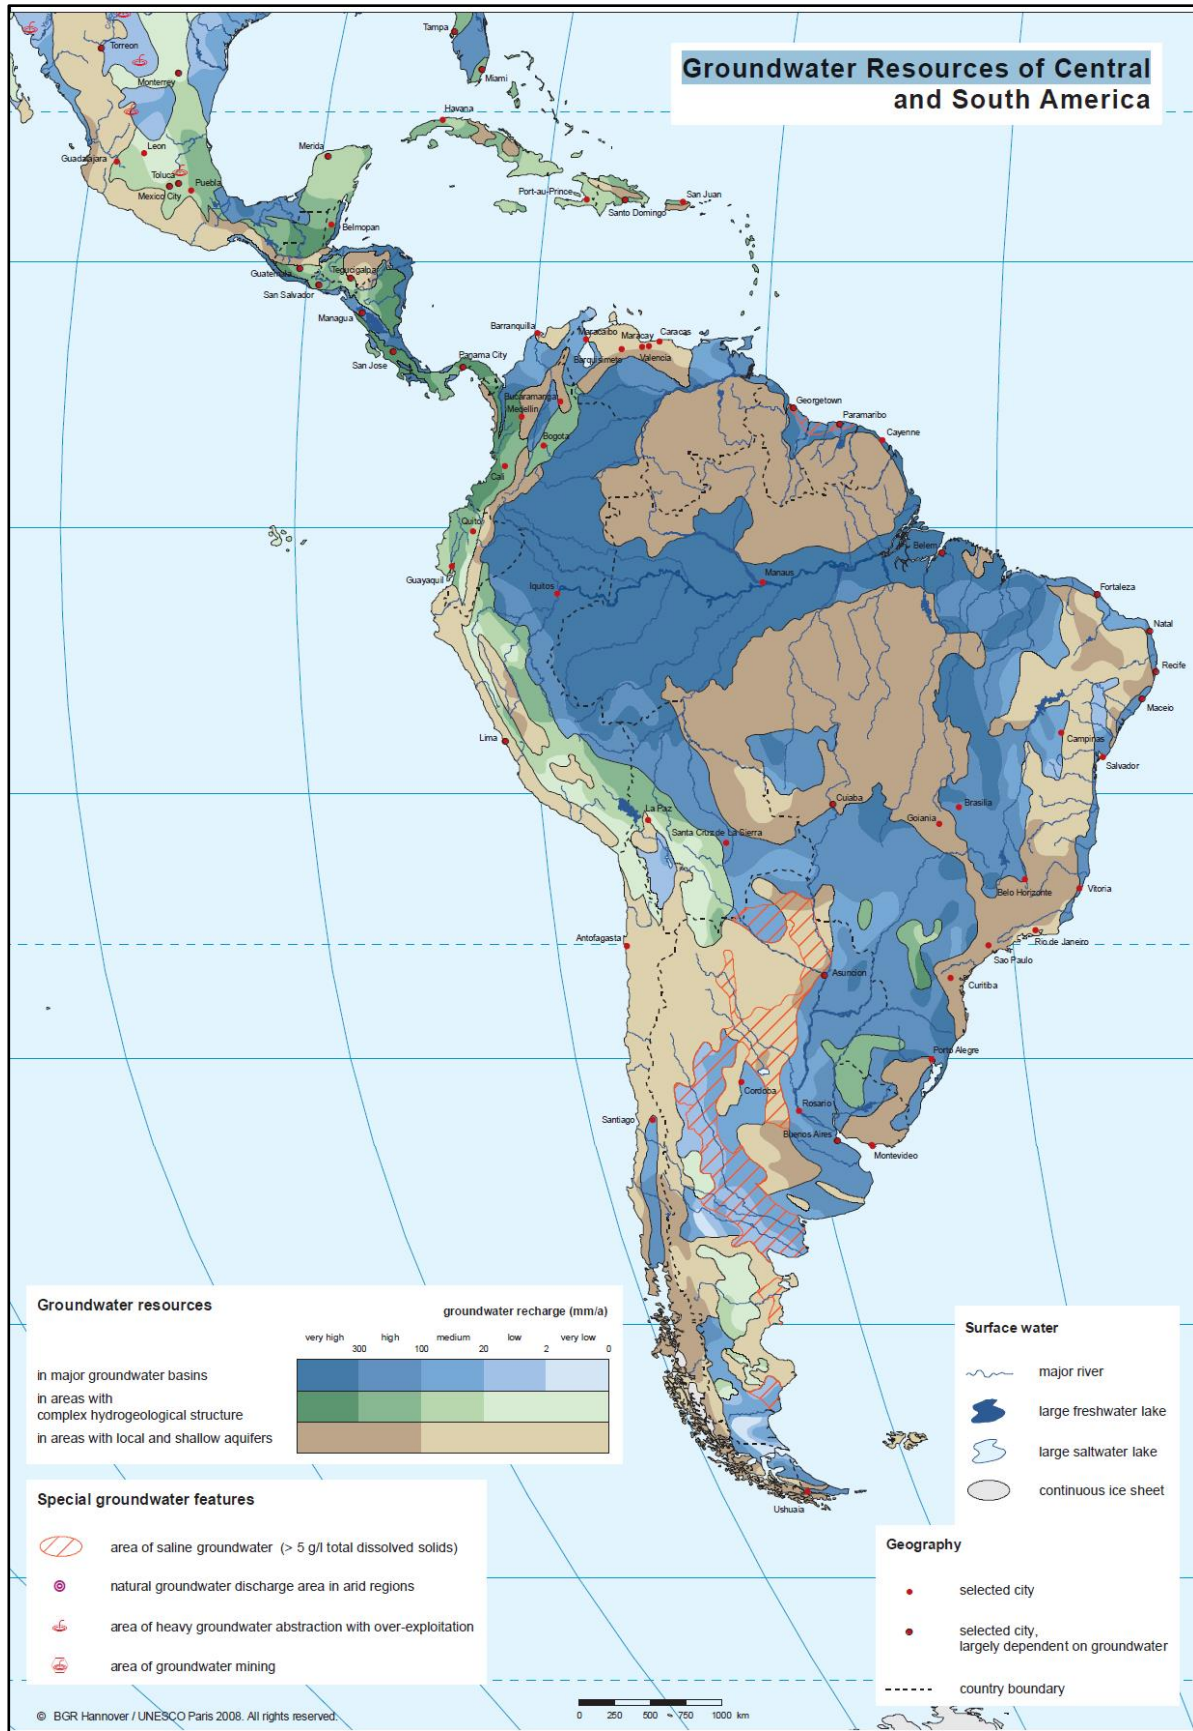 Groundwater Resources of Central
and South America
Tampa
Torreon
Miami
Monterrey
Havana
Leon
Merida
Guadalajara
Toluca
Puebla
Mexico City
Port-au-Prince
San Juan
Santo Domingo
Belmopan
Guatemala
Tegucigalpa
San Salvador
Managua
Barranquilla
Maracaibo
Maracay
Caracas
San Jose
Panama City
Barquisimeto
Valencia
Bucaramanga
Medellin
Georgetown
Paramaribo
Cayenne
Bogota
Cali
Quito
Belem
Guayaquil
Iquitos
Manaus
Fortaleza
Natal
Recife
Maceio
Lima
Campinas
Salvador
La Paz
Cuiaba
Brasilia
Goiania
Santa Cruz de La Sierra
Belo Horizonte
Vitoria
Antofagasta
Rio de Janeiro
Sao Paulo
Asuncion
Curitiba
Porto Alegre
Cordoba
Rosario
Santiago
Buenos Aires
Montevideo
Ushuaia
Groundwater resources
groundwater recharge (mm/a)
very high high medium low very low
300 100 20 2 0
in major groundwater basins
in areas with
complex hydrogeological structure
in areas with local and shallow aquifers
Special groundwater features
area of saline groundwater (> 5 g/l total dissolved solids)
natural groundwater discharge area in arid regions
area of heavy groundwater abstraction with over-exploitation
area of groundwater mining
Surface water
major river
large freshwater lake
large saltwater lake
continuous ice sheet
Geography
selected city
selected city,
largely dependent on groundwater
country boundary
© BGR Hannover / UNESCO Paris 2008. All rights reserved.
0 250 500 750 1000 km